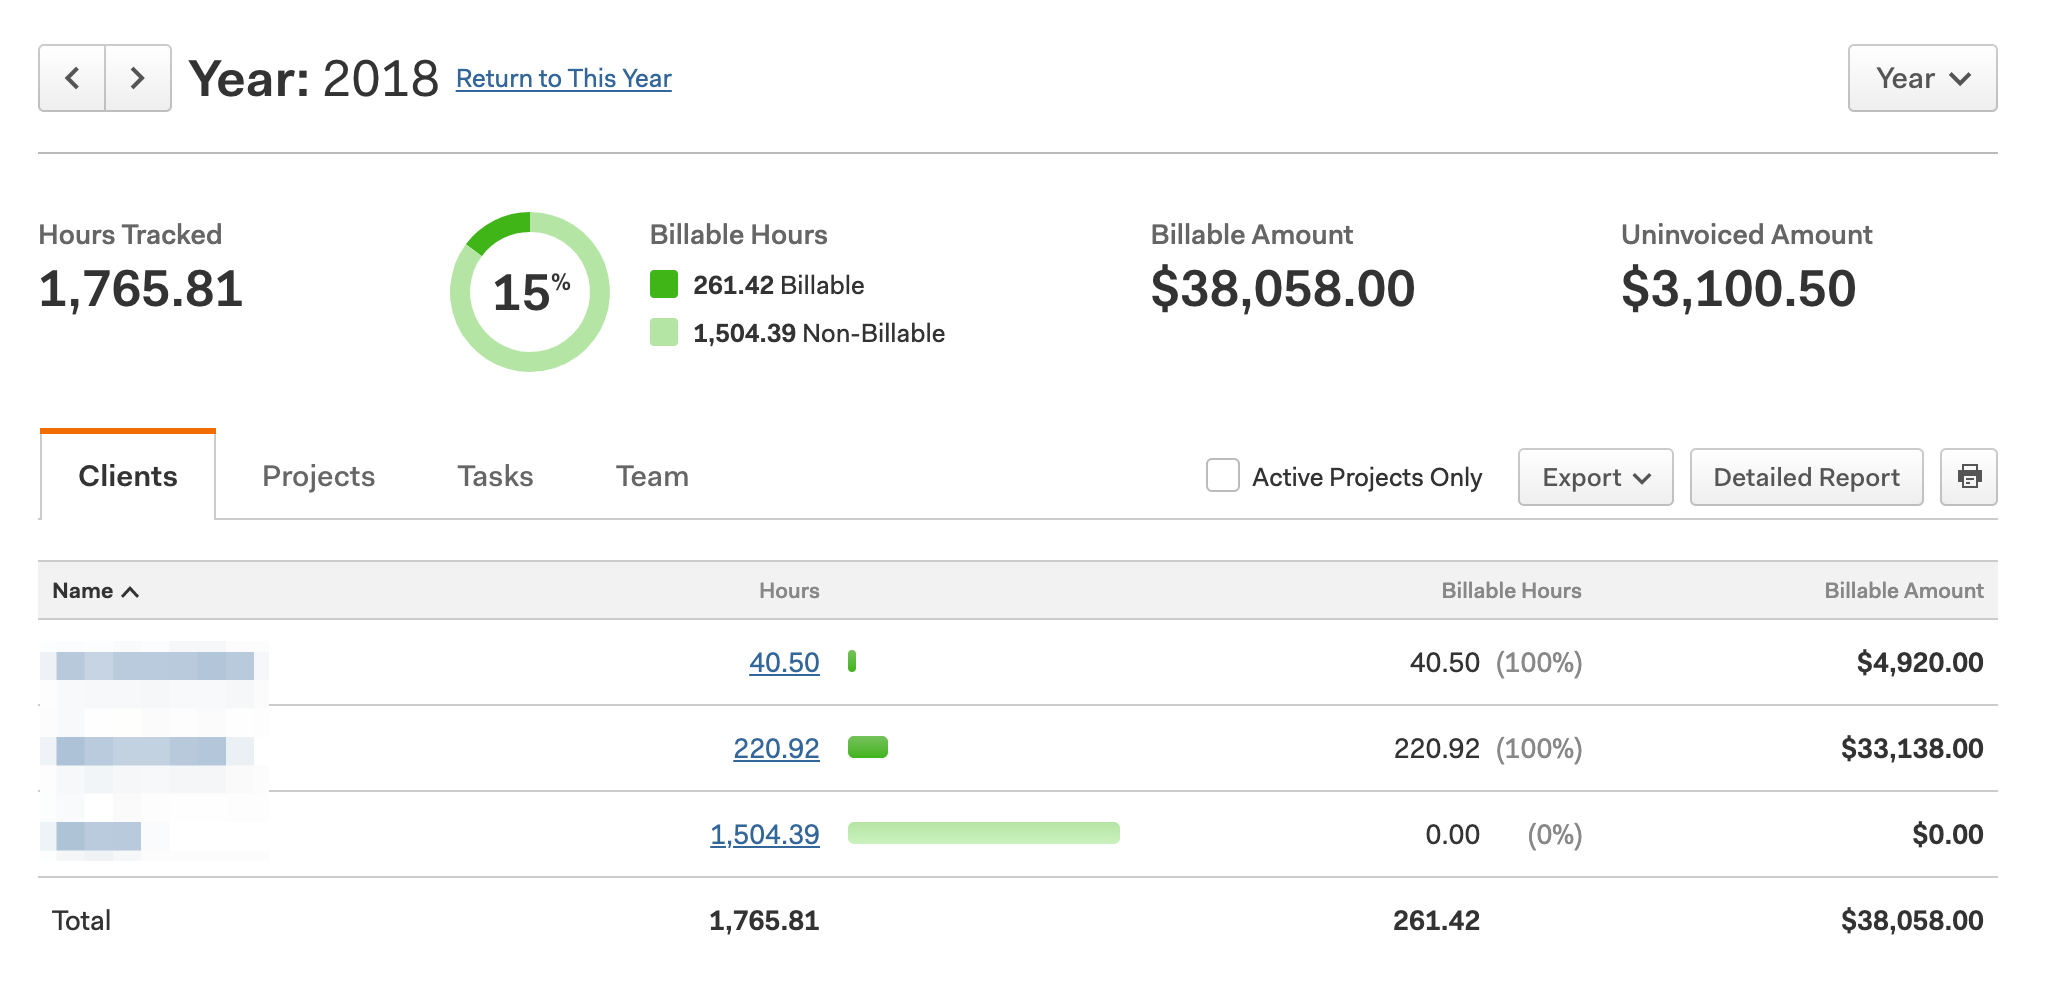 Year: 2018 Return to This Year Year
Hours Tracked
1,765.81
15%
Billable Hours
261.42 Billable
1,504.39 Non-Billable
Billable Amount
$38,058.00
Uninvoiced Amount
$3,100.50
Clients Projects Tasks Team Active Projects Only Export Detailed Report
Name Hours Billable Hours Billable Amount
40.50 40.50 (100%) $4,920.00
220.92 220.92 (100%) $33,138.00
1,504.39 0.00 (0%) $0.00
Total 1,765.81 261.42 $38,058.00